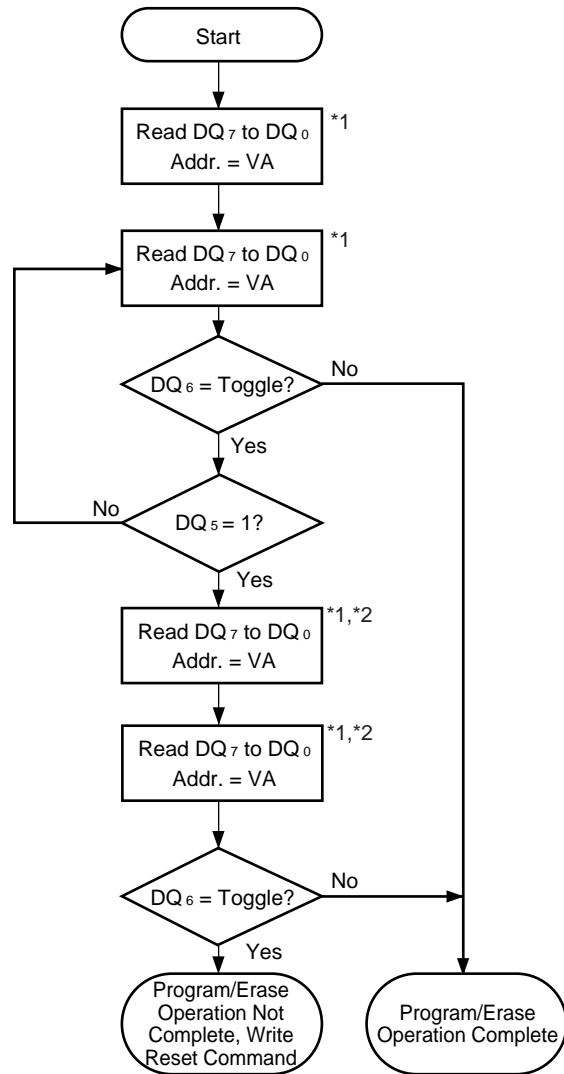 Start
Read DQ7 to DQ0 *1
Addr. = VA
Read DQ7 to DQ0 *1
Addr. = VA
DQ6 = Toggle? No
Yes
No DQ5 = 1?
Yes
Read DQ7 to DQ0 *1,*2
Addr. = VA
Read DQ7 to DQ0 *1,*2
Addr. = VA
DQ6 = Toggle? No
Yes
Program/Erase
Operation Not
Complete, Write
Reset Command
Program/Erase
Operation Complete